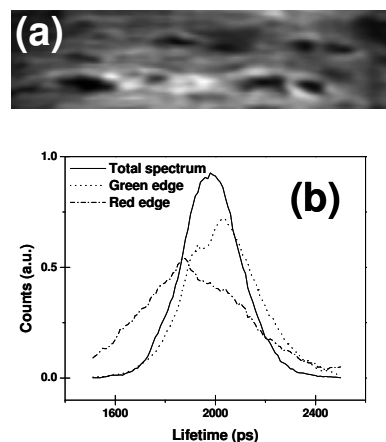 (a)
(b)
Total spectrum
Green edge
Red edge
Counts (a.u.)
1.0
0.5
0.0
1600
2000
2400
Lifetime (ps)